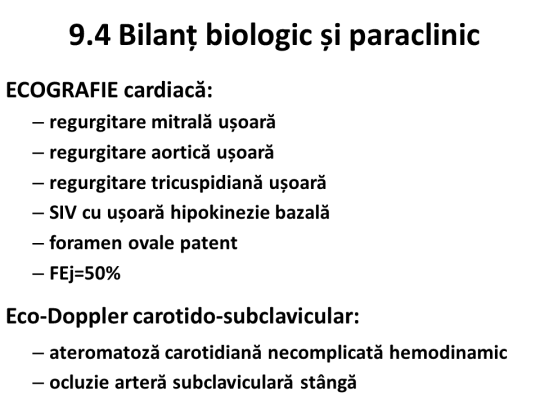 9.4 Bilanț biologic și paraclinic
ECOGRAFIE cardiacă:
– regurgitare mitrală ușoară
– regurgitare aortică ușoară
– regurgitare tricuspidiană ușoară
– SIV cu ușoară hipokinezie bazală
– foramen ovale patent
– FEj=50%
Eco-Doppler carotido-subclavicular:
– ateromatoză carotidiană necomplicată hemodinamic
– ocluzie arteră subclaviculară stângă